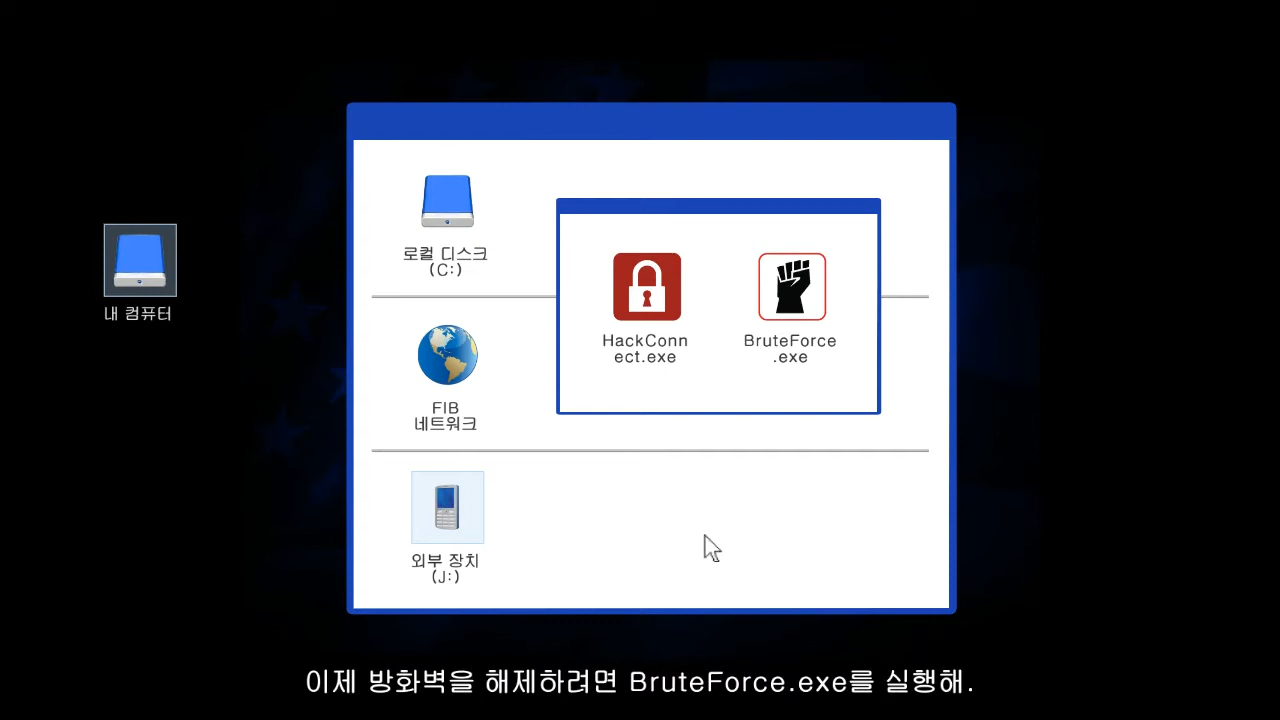 내 컴퓨터
로컬 디스크
(C:)
HackConn
ect.exe
BruteForce
.exe
FIB
네트워크
외부 장치
(J:)
이제 방화벽을 해제하려면 BruteForce.exe를 실행해.